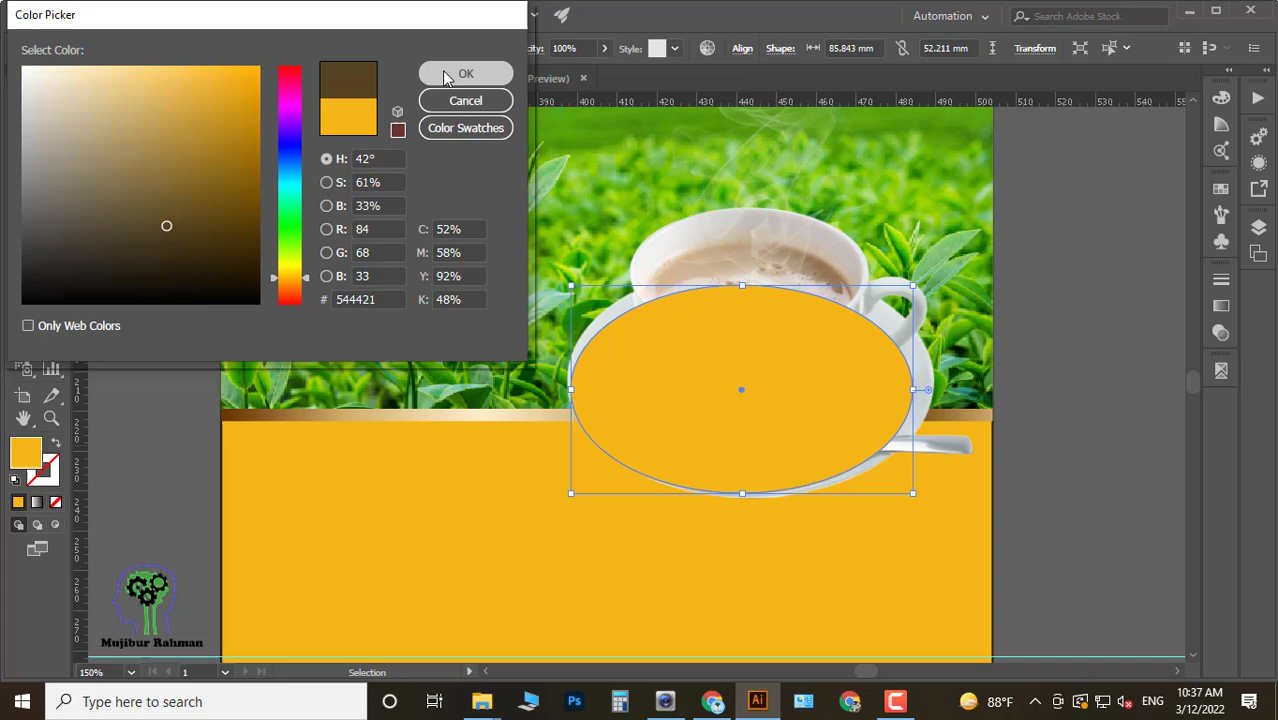 Color Picker
Automation
Search Adobe Stock
Select Color:
OK
Cancel
Color Swatches
100%
Style:
Align
Shape:
85.843 mm
52.211 mm
Transform
Preview)
390 400 410 420 430 440 450 460 470 480 490 500 510 520 530 540
H: 42°
S: 61%
B: 33%
R: 84
G: 68
B: 33
# 544421
C: 52%
M: 58%
Y: 92%
K: 48%
Only Web Colors
Mujibur Rahman
150%
1
Selection
Type here to search
Ps
Ai
88°F
ENG
10:37 AM
3/12/2022